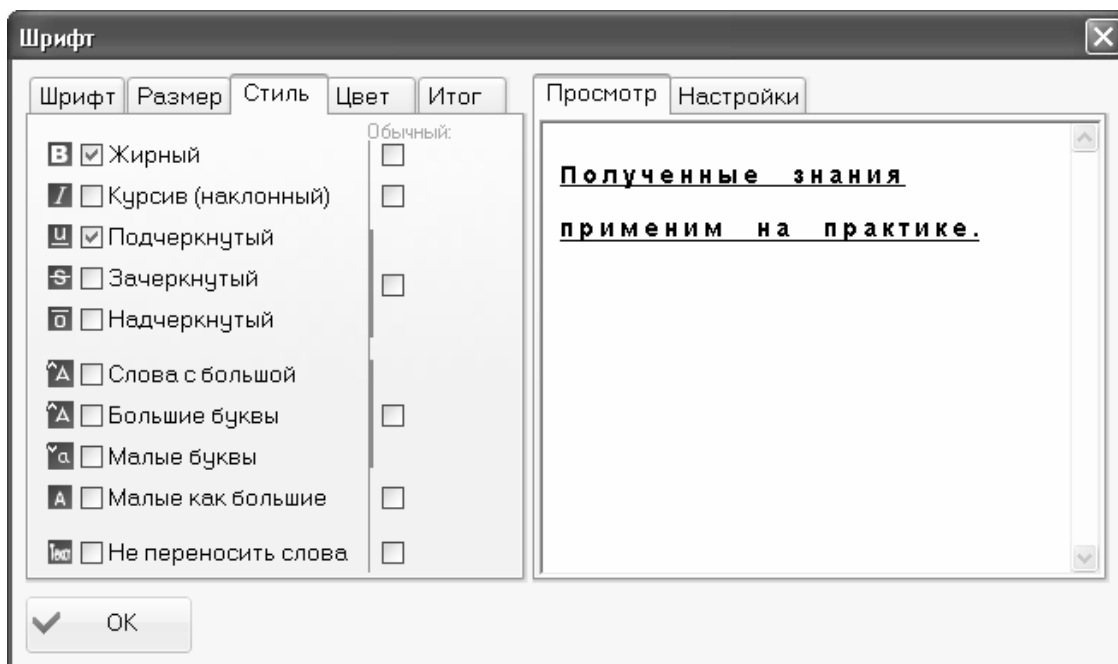 Шрифт
Шрифт Размер Стиль Цвет Итог
Обычный:
B Жирный
I Курсив (наклонный)
u Подчеркнутый
S Зачеркнутый
o Надчеркнутый
A Слова с большой
A Большие буквы
a Малые буквы
A Малые как большие
Text Не переносить слова
OK
Просмотр Настройки
Полученные знания
применим на практике.